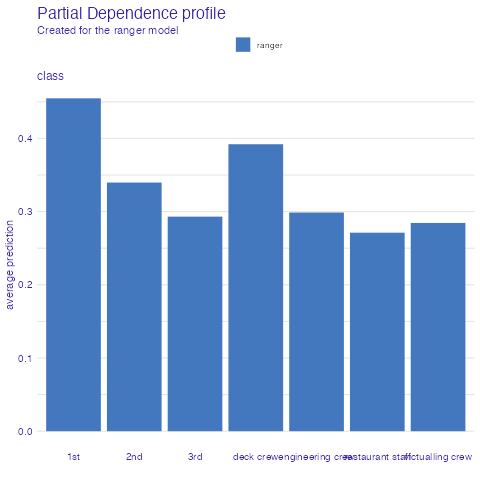 Partial Dependence profile
Created for the ranger model
ranger
class
0.4
0.3
0.2
0.1
0.0
average prediction
1st 2nd 3rd deck crew engineering crew restaurant staff victualling crew